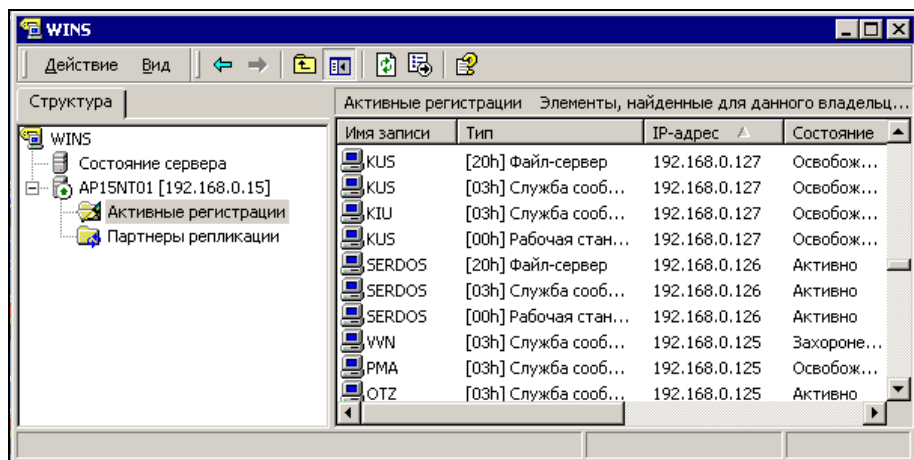 WINS
Действие Вид
Структура
Активные регистрации Элементы, найденные для данного владельц...
WINS
Состояние сервера
AP15NT01 [192.168.0.15]
Активные регистрации
Партнеры репликации
Имя записи Тип IP-адрес Состояние
KUS [20h] Файл-сервер 192.168.0.127 Освобож...
KUS [03h] Служба сооб... 192.168.0.127 Освобож...
KIU [03h] Служба сооб... 192.168.0.127 Освобож...
KUS [00h] Рабочая стан... 192.168.0.127 Освобож...
SERDOS [20h] Файл-сервер 192.168.0.126 Активно
SERDOS [03h] Служба сооб... 192.168.0.126 Активно
SERDOS [00h] Рабочая стан... 192.168.0.126 Активно
VVN [03h] Служба сооб... 192.168.0.125 Захороне...
PMA [03h] Служба сооб... 192.168.0.125 Освобож...
OTZ [03h] Служба сооб... 192.168.0.125 Активно